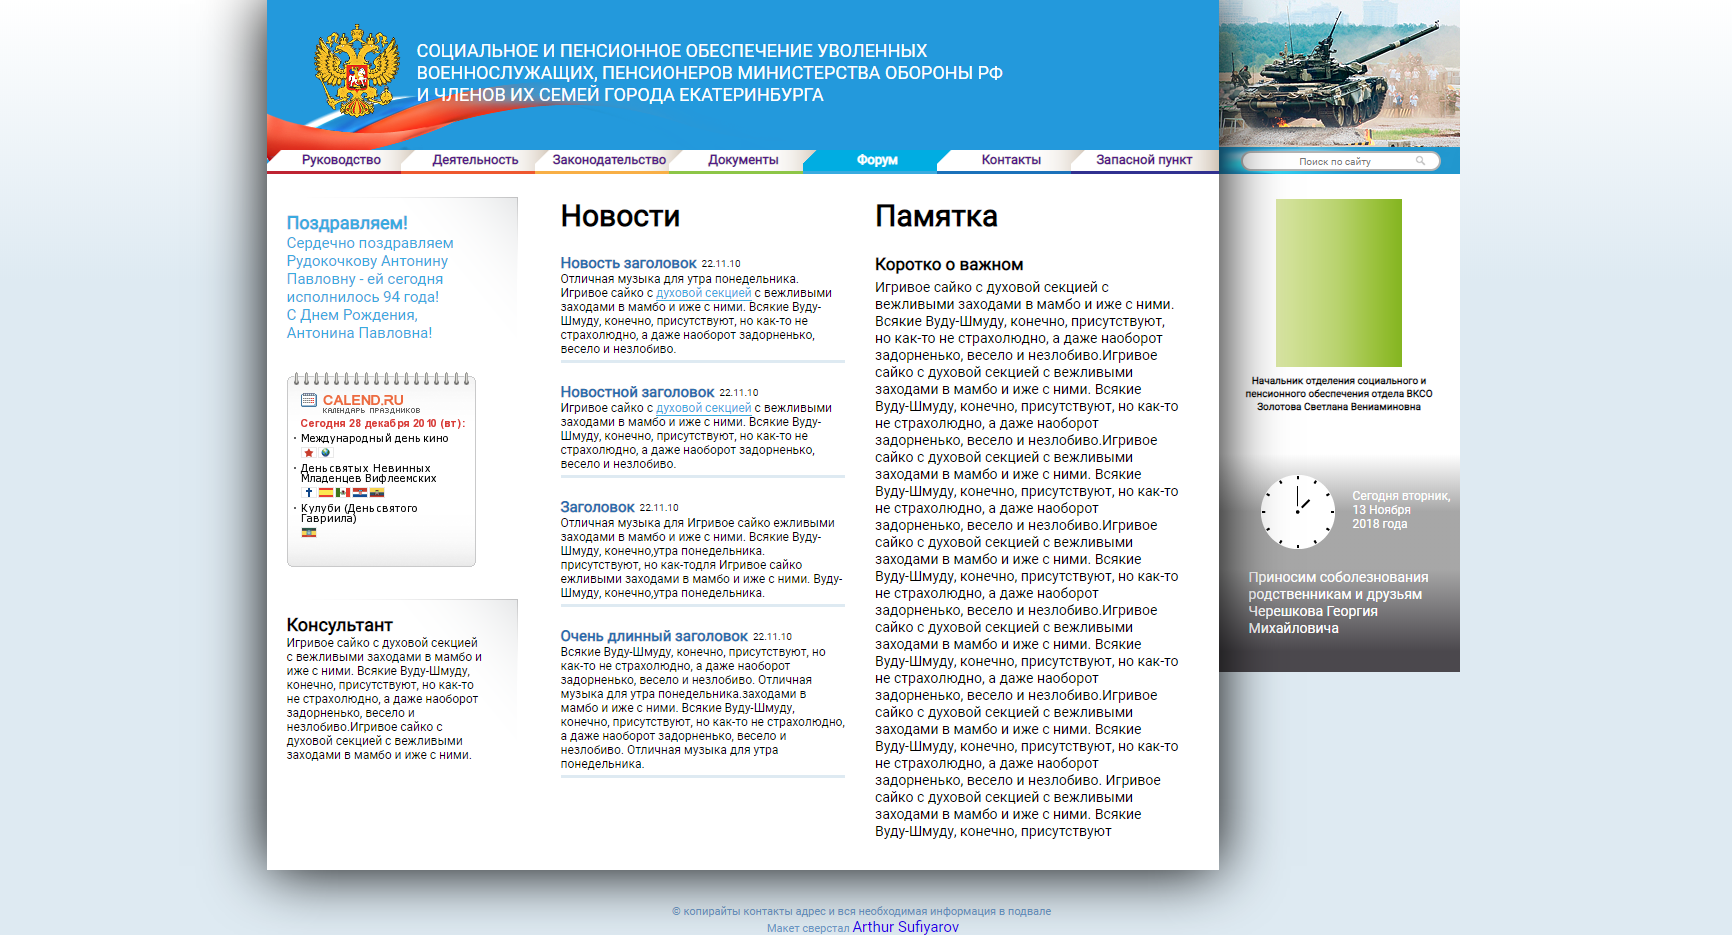 СОЦИАЛЬНОЕ И ПЕНСИОННОЕ ОБЕСПЕЧЕНИЕ УВОЛЕННЫХ
ВОЕННОСЛУЖАЩИХ, ПЕНСИОНЕРОВ МИНИСТЕРСТВА ОБОРОНЫ РФ
И ЧЛЕНОВ ИХ СЕМЕЙ ГОРОДА ЕКАТЕРИНБУРГА
Руководство Деятельность Законодательство Документы Форум Контакты Запасной пункт
Поиск по сайту
Поздравляем!
Сердечно поздравляем
Рудокочкову Антонину
Павловну - ей сегодня
исполнилось 94 года!
С Днем Рождения,
Антонина Павловна!
CALEND.RU
КАЛЕНДАРЬ ПРАЗДНИКОВ
Сегодня 28 декабря 2010 (вт):
· Международный день кино
· День святых Невинных
Младенцев Вифлеемских
· Кулуби (День святого
Гавриила)
Консультант
Игривое сайко с духовой секцией
с вежливыми заходами в мамбо и
иже с ними. Всякие Вуду-Шмуду,
конечно, присутствуют, но как-то
не страхолюдно, а даже наоборот
задорненько, весело и
незлобиво.Игривое сайко с
духовой секцией с вежливыми
заходами в мамбо и иже с ними.
Новости
Новость заголовок 22.11.10
Отличная музыка для утра понедельника.
Игривое сайко с духовой секцией с вежливыми
заходами в мамбо и иже с ними. Всякие Вуду-
Шмуду, конечно, присутствуют, но как-то не
страхолюдно, а даже наоборот задорненько,
весело и незлобиво.
Новостной заголовок 22.11.10
Игривое сайко с духовой секцией с вежливыми
заходами в мамбо и иже с ними. Всякие Вуду-
Шмуду, конечно, присутствуют, но как-то не
страхолюдно, а даже наоборот задорненько,
весело и незлобиво.
Заголовок 22.11.10
Отличная музыка для Игривое сайко ежливыми
заходами в мамбо и иже с ними. Всякие Вуду-
Шмуду, конечно,утра понедельника.
присутствуют, но как-тодля Игривое сайко
ежливыми заходами в мамбо и иже с ними. Вуду-
Шмуду, конечно,утра понедельника.
Очень длинный заголовок 22.11.10
Всякие Вуду-Шмуду, конечно, присутствуют, но
как-то не страхолюдно, а даже наоборот
задорненько, весело и незлобиво. Отличная
музыка для утра понедельника.заходами в
мамбо и иже с ними. Всякие Вуду-Шмуду,
конечно, присутствуют, но как-то не страхолюдно,
а даже наоборот задорненько, весело и
незлобиво. Отличная музыка для утра
понедельника.
Памятка
Коротко о важном
Игривое сайко с духовой секцией с
вежливыми заходами в мамбо и иже с ними.
Всякие Вуду-Шмуду, конечно, присутствуют,
но как-то не страхолюдно, а даже наоборот
задорненько, весело и незлобиво.Игривое
сайко с духовой секцией с вежливыми
заходами в мамбо и иже с ними. Всякие
Вуду-Шмуду, конечно, присутствуют, но как-то
не страхолюдно, а даже наоборот
задорненько, весело и незлобиво.Игривое
сайко с духовой секцией с вежливыми
заходами в мамбо и иже с ними. Всякие
Вуду-Шмуду, конечно, присутствуют, но как-то
не страхолюдно, а даже наоборот
задорненько, весело и незлобиво.Игривое
сайко с духовой секцией с вежливыми
заходами в мамбо и иже с ними. Всякие
Вуду-Шмуду, конечно, присутствуют, но как-то
не страхолюдно, а даже наоборот
задорненько, весело и незлобиво.Игривое
сайко с духовой секцией с вежливыми
заходами в мамбо и иже с ними. Всякие
Вуду-Шмуду, конечно, присутствуют, но как-то
не страхолюдно, а даже наоборот
задорненько, весело и незлобиво.Игривое
сайко с духовой секцией с вежливыми
заходами в мамбо и иже с ними. Всякие
Вуду-Шмуду, конечно, присутствуют, но как-то
не страхолюдно, а даже наоборот
задорненько, весело и незлобиво. Игривое
сайко с духовой секцией с вежливыми
заходами в мамбо и иже с ними. Всякие
Вуду-Шмуду, конечно, присутствуют
Начальник отделения социального и
пенсионного обеспечения отдела ВКСО
Золотова Светлана Вениаминовна
Сегодня вторник,
13 Ноября
2018 года
Приносим соболезнования
родственникам и друзьям
Черешкова Георгия
Михайловича
© копирайты контакты адрес и вся необходимая информация в подвале
Макет сверстал Arthur Sufiyarov